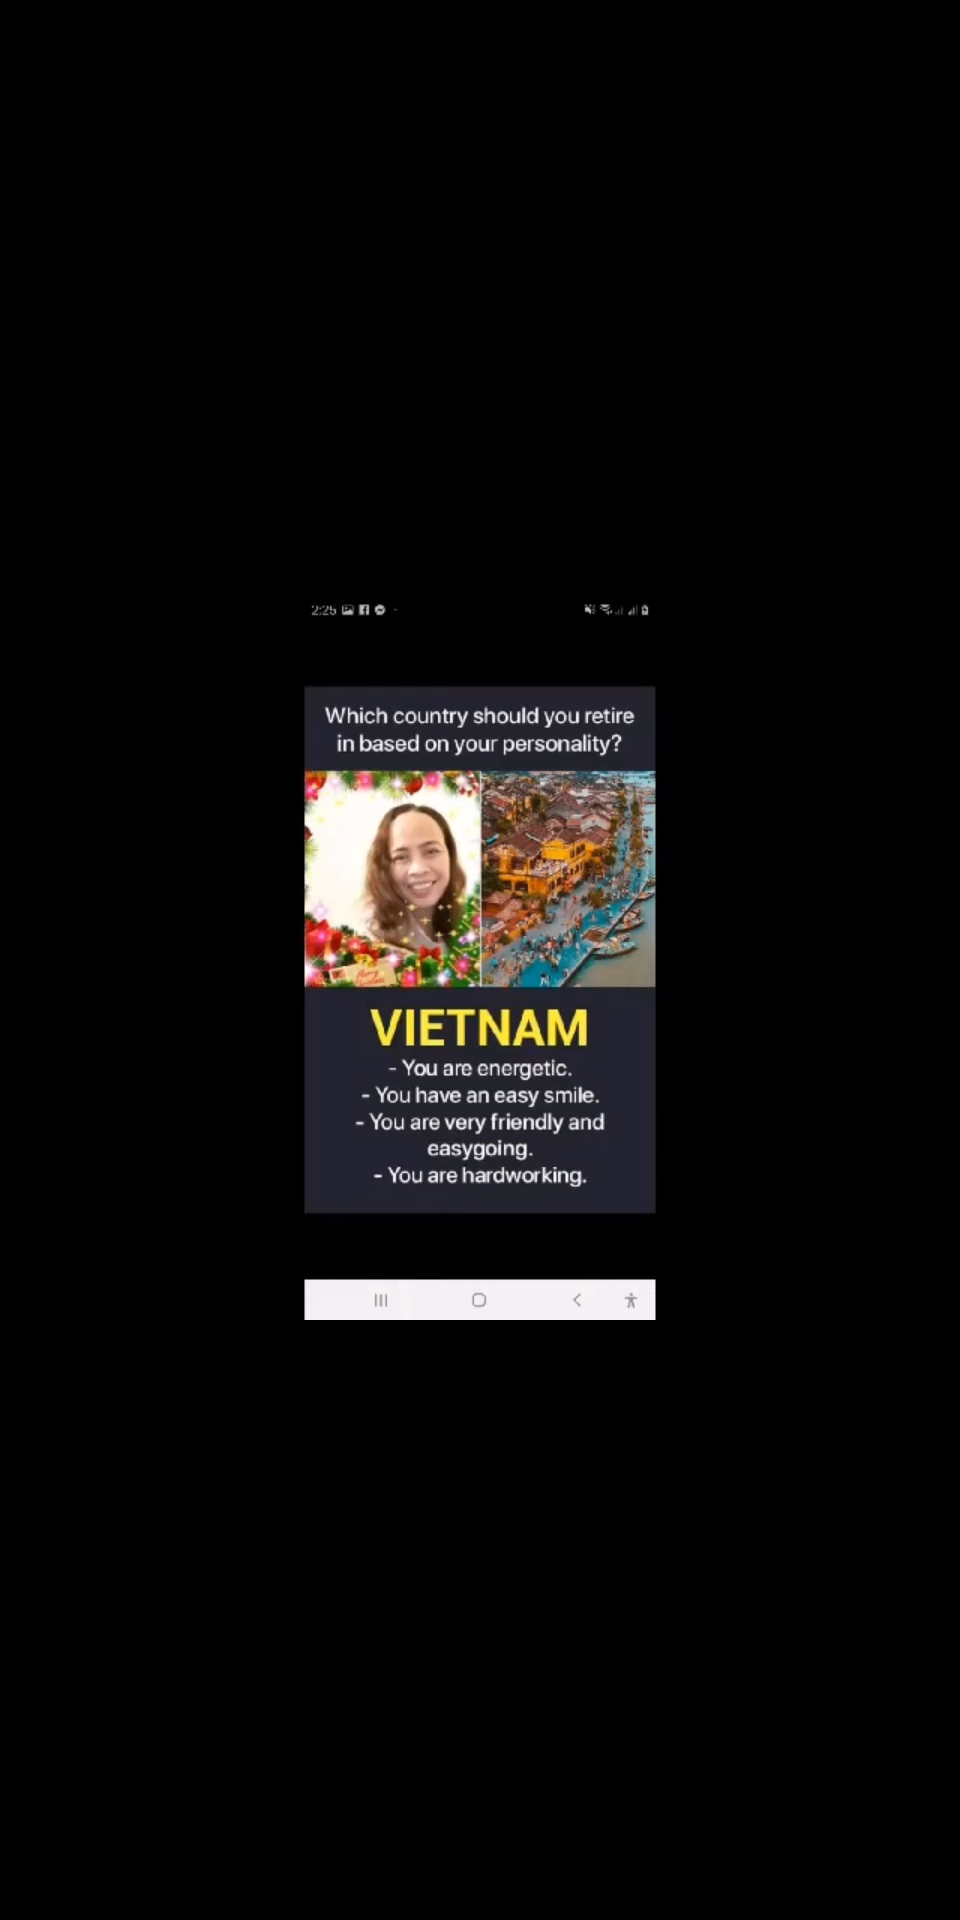 2:25
Which country should you retire
in based on your personality?
Merry
VIETNAM
- You are energetic.
- You have an easy smile.
- You are very friendly and
easygoing.
- You are hardworking.